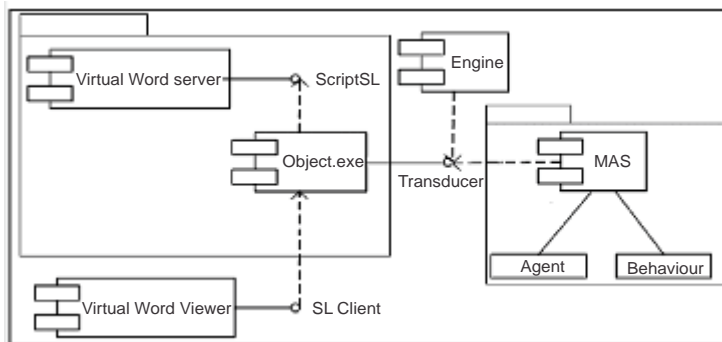 Virtual Word server
ScriptSL
Engine
Object.exe
Transducer
MAS
Agent
Behaviour
Virtual Word Viewer
SL Client